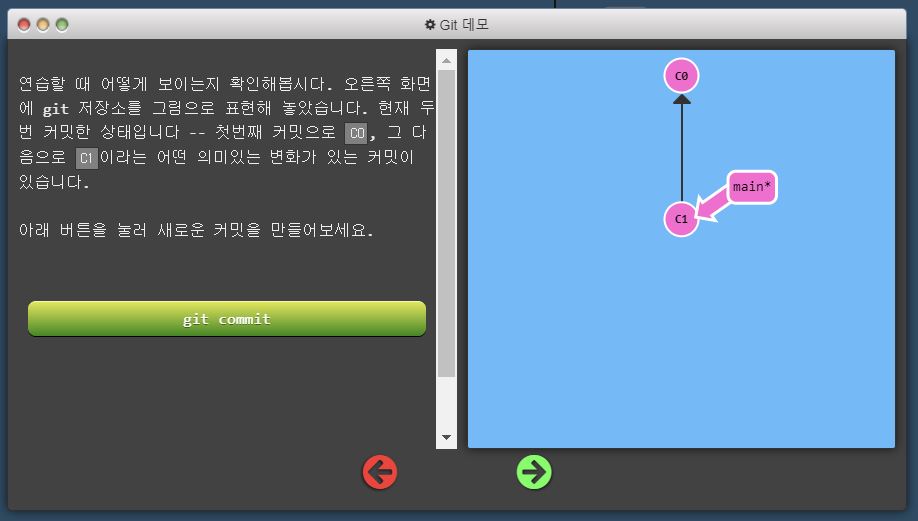 Git 데모
연습할 때 어떻게 보이는지 확인해봅시다. 오른쪽 화면
에 git 저장소를 그림으로 표현해 놓았습니다. 현재 두
번 커밋한 상태입니다 -- 첫번째 커밋으로 C0, 그 다
음으로 C1이라는 어떤 의미있는 변화가 있는 커밋이
있습니다.
아래 버튼을 눌러 새로운 커밋을 만들어보세요.
git commit
C0
main*
C1